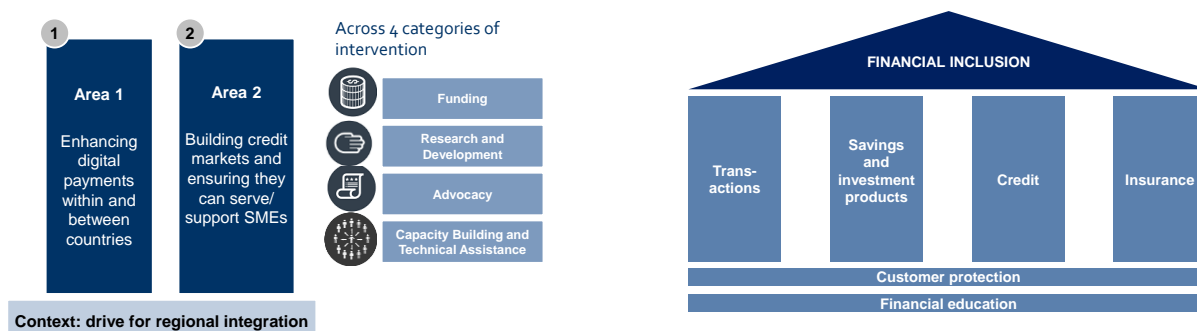 1
Area 1
Enhancing
digital
payments
within and
between
countries
2
Area 2
Building credit
markets and
ensuring they
can serve/
support SMEs
Context: drive for regional integration
Across 4 categories of
intervention
$
Funding
Research and
Development
Advocacy
Capacity Building and
Technical Assistance
FINANCIAL INCLUSION
Trans-
actions
Savings
and
investment
products
Credit
Insurance
Customer protection
Financial education